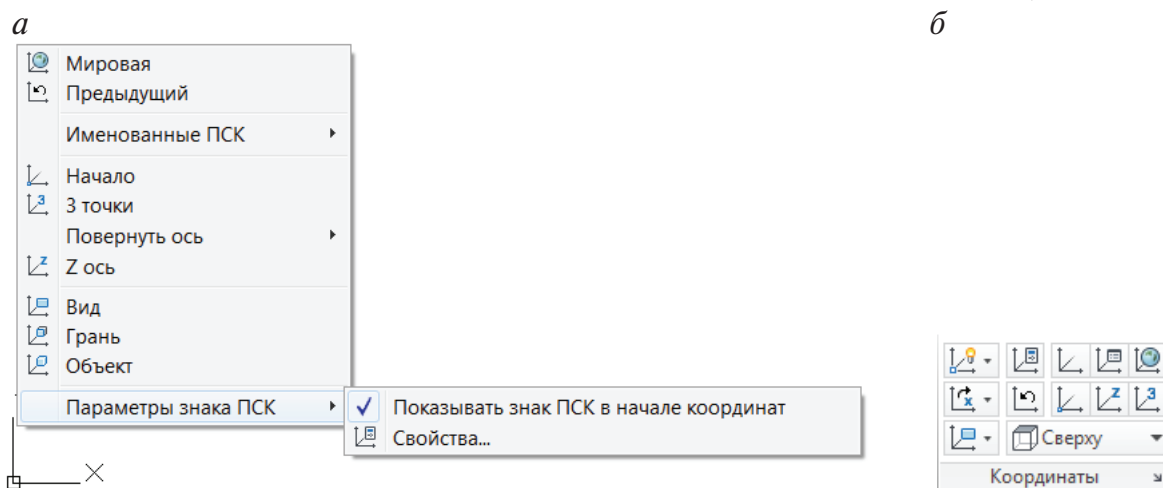 а
б
Мировая
Предыдущий
Именованные ПСК
Начало
3 точки
Повернуть ось
Z ось
Вид
Грань
Объект
Параметры знака ПСК
Показывать знак ПСК в начале координат
Свойства...
X
Сверху
Координаты